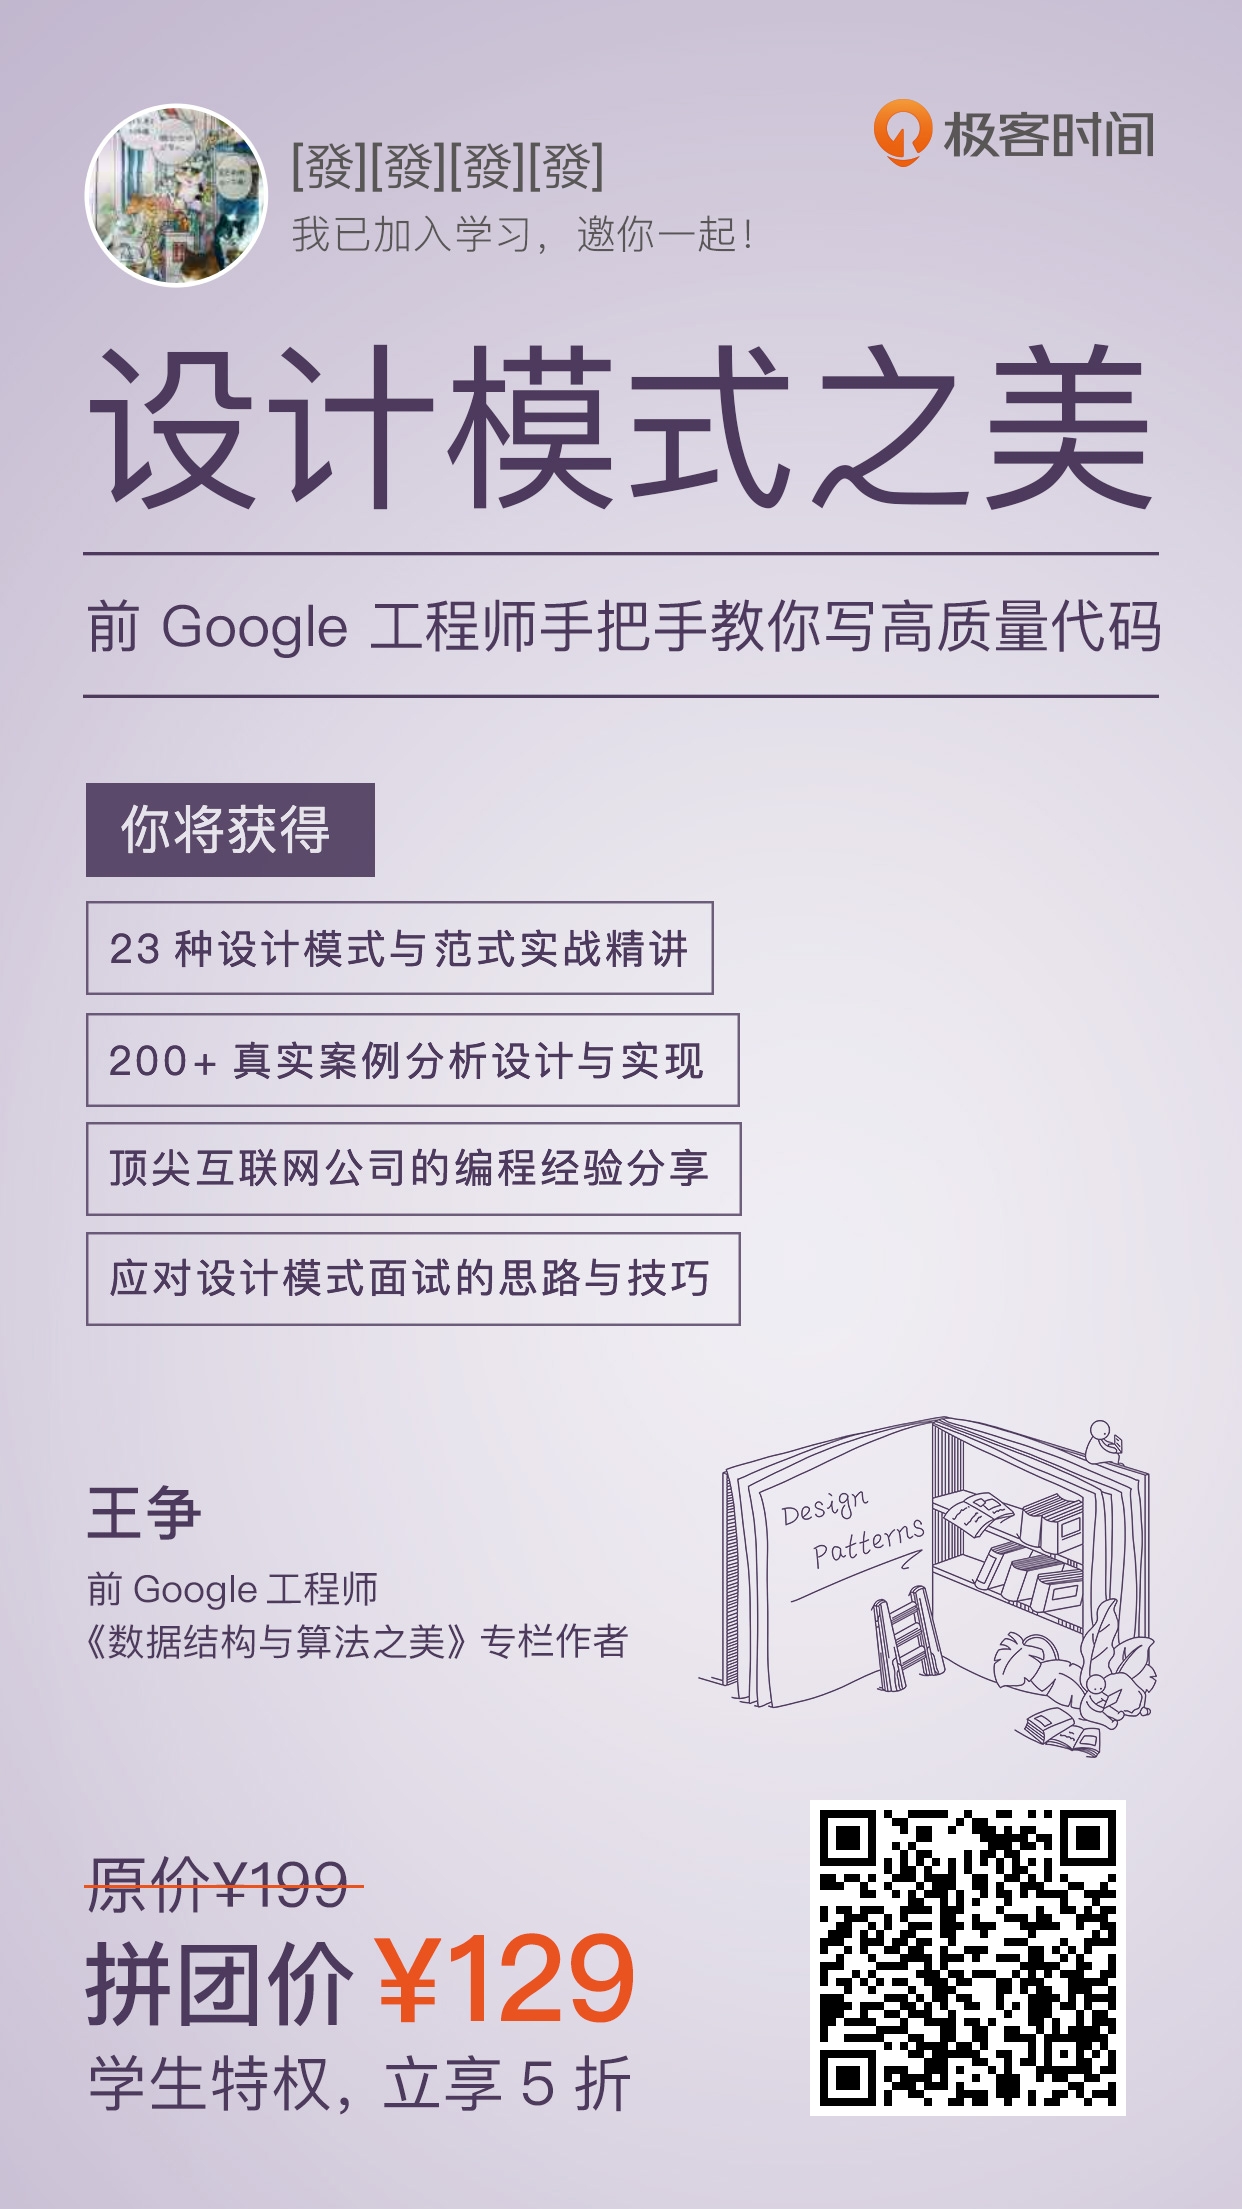 [發][發][發][發]
极客时间
我已加入学习，邀你一起！
设计模式之美
前 Google 工程师手把手教你写高质量代码
你将获得
23 种设计模式与范式实战精讲
200+ 真实案例分析设计与实现
顶尖互联网公司的编程经验分享
应对设计模式面试的思路与技巧
Design
Patterns
王争
前 Google 工程师
《数据结构与算法之美》专栏作者
原价¥199
拼团价 ¥129
学生特权，立享 5 折